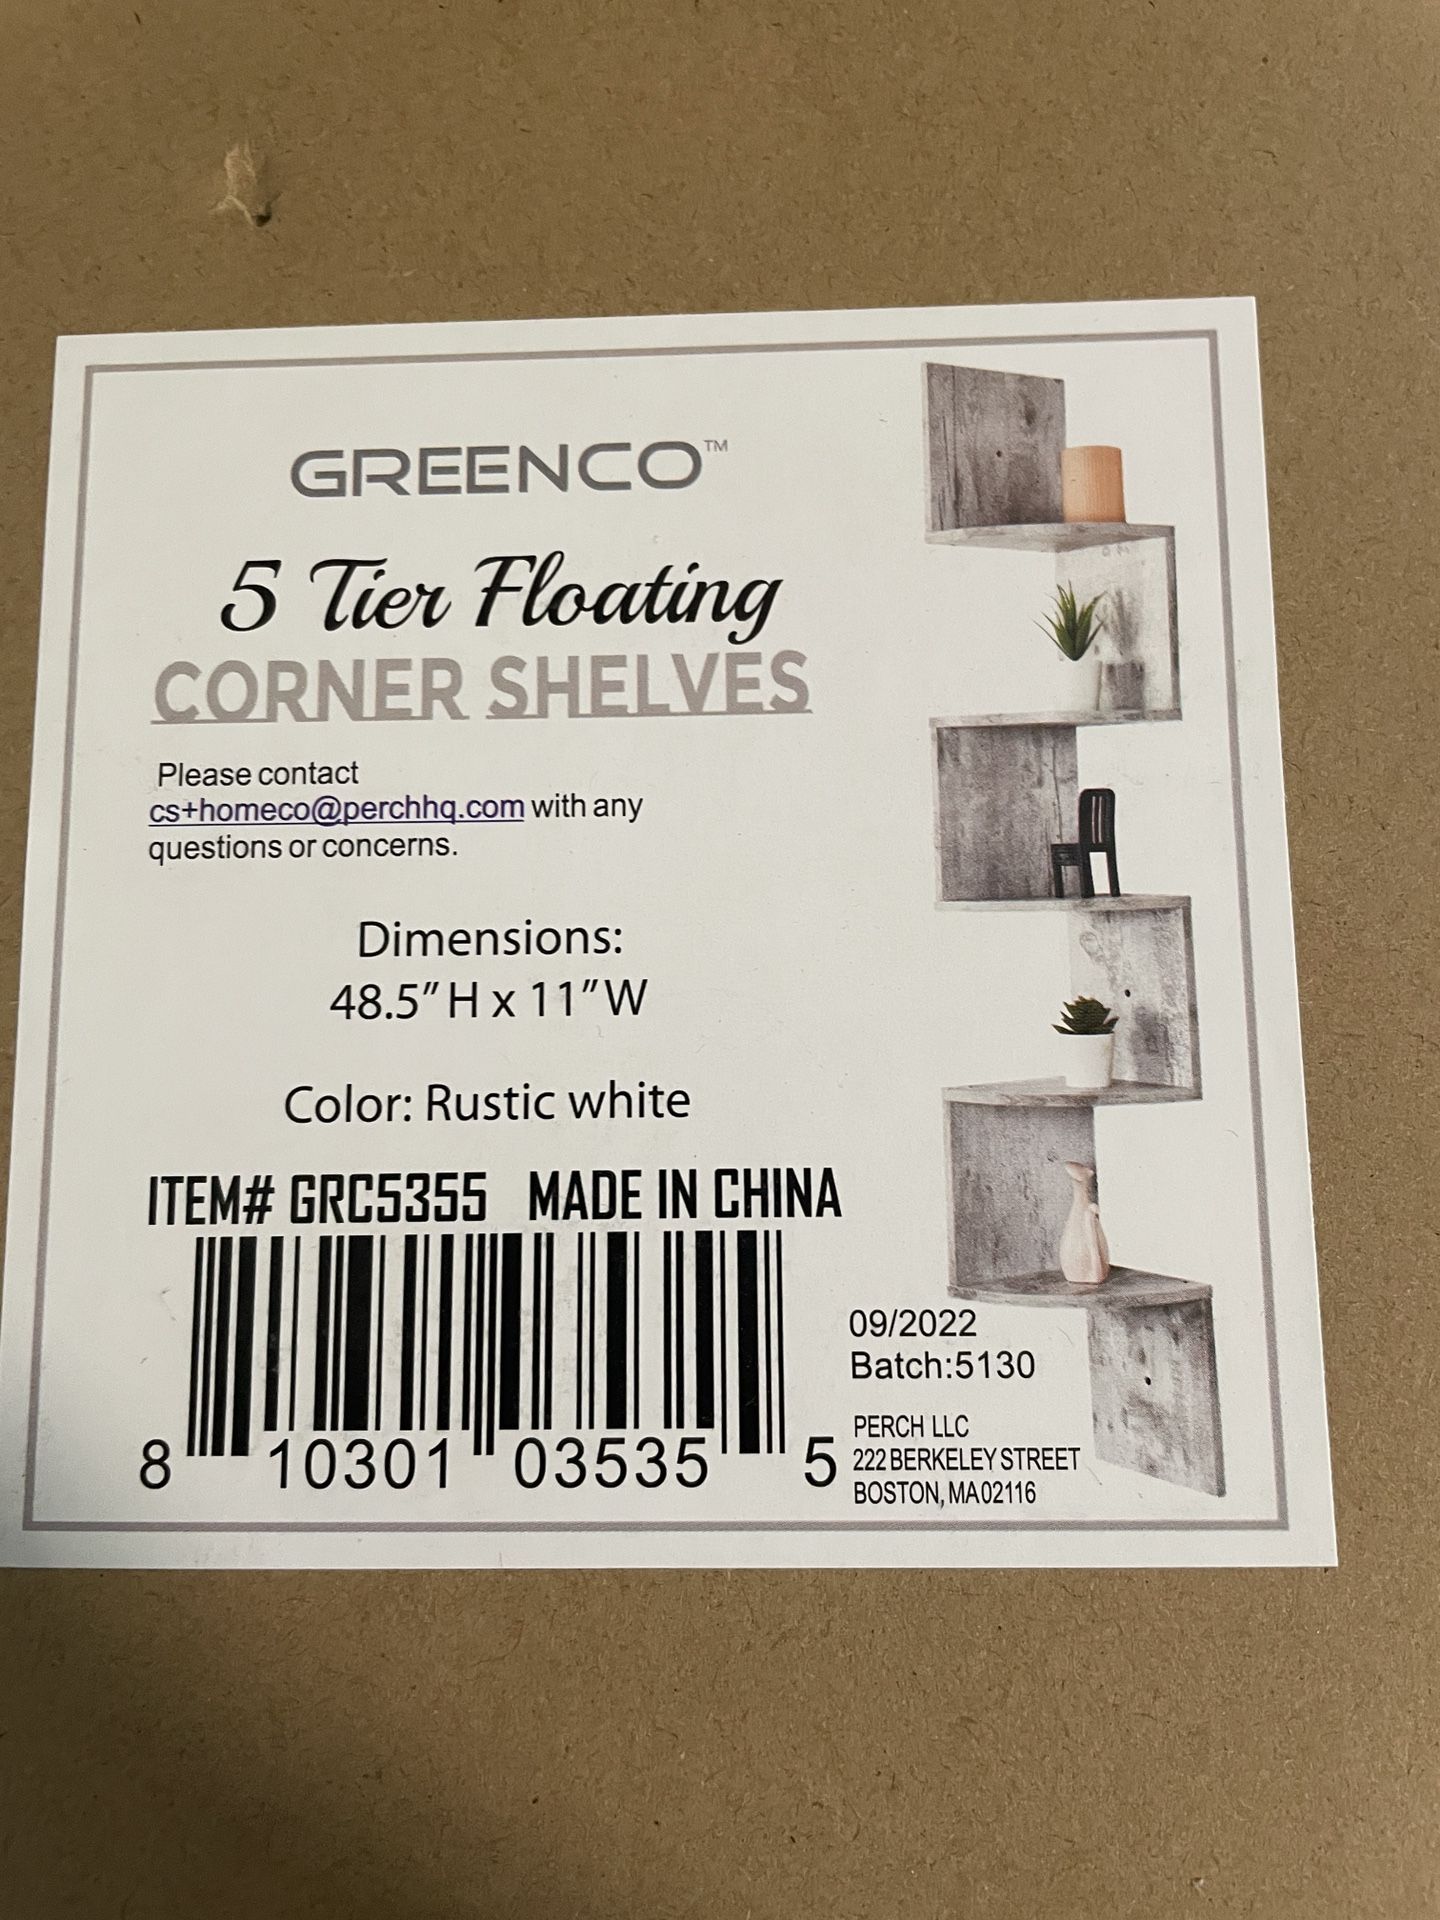 GREENCO™
5 Tier Floating
CORNER SHELVES
Please contact
cs+homeco@perchhq.com with any
questions or concerns.
Dimensions:
48.5" H x 11" W
Color: Rustic white
ITEM# GRC5355 MADE IN CHINA
8 10301 03535 5
09/2022
Batch:5130
PERCH LLC
222 BERKELEY STREET
BOSTON, MA 02116